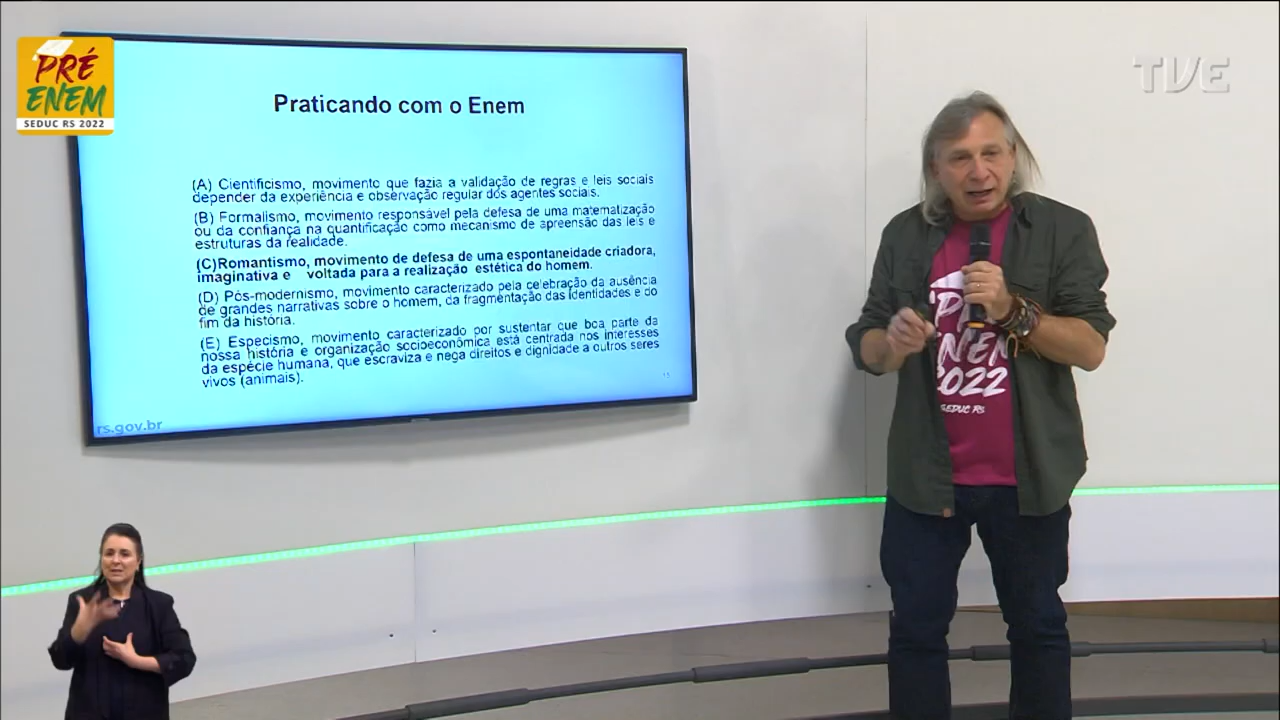 PRÉ
ENEM
SEDUC RS 2022
TVE
Praticando com o Enem
(A) Cientificismo, movimento que fazia a validação de regras e leis sociais
depender da experiência e observação regular dos agentes sociais.
(B) Formalismo, movimento responsável pela defesa de uma matematização
ou da confiança na quantificação como mecanismo de apreensão das leis e
estruturas da realidade.
(C)Romantismo, movimento de defesa de uma espontaneidade criadora,
imaginativa e voltada para a realização estética do homem.
(D) Pós-modernismo, movimento caracterizado pela celebração da ausência
de grandes narrativas sobre o homem, da fragmentação das identidades e do
fim da história.
(E) Especismo, movimento caracterizado por sustentar que boa parte da
nossa história e organização socioeconômica está centrada nos interesses
da espécie humana, que escraviza e nega direitos e dignidade a outros seres
vivos (animais).
15
rs.gov.br
2022
SEDUC RS